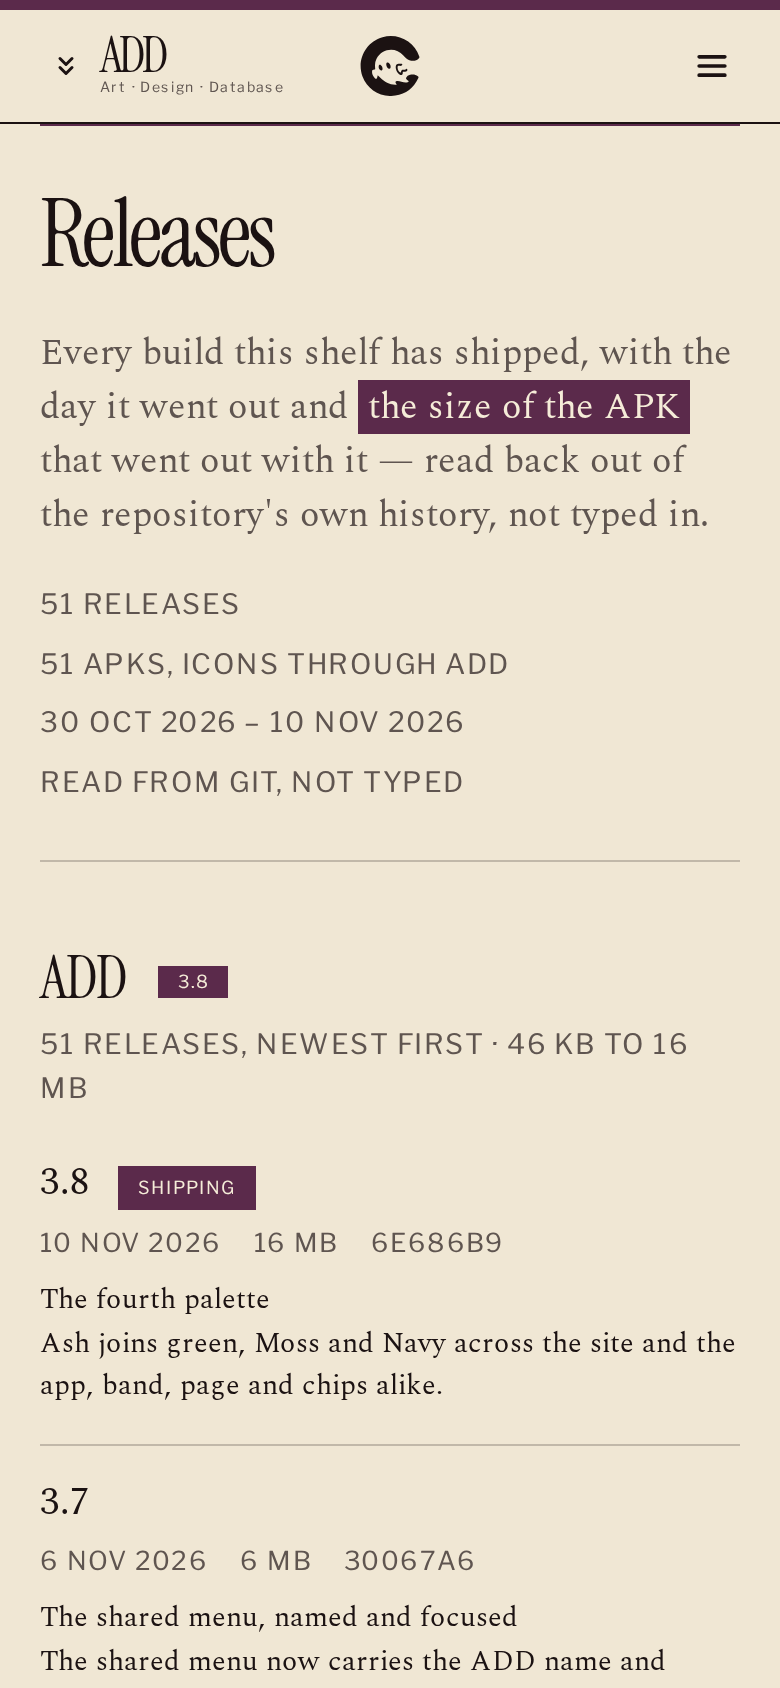 ADD
Art · Design · Database
Releases
Every build this shelf has shipped, with the
day it went out and the size of the APK
that went out with it — read back out of
the repository's own history, not typed in.
51 RELEASES
51 APKS, ICONS THROUGH ADD
30 OCT 2026 – 10 NOV 2026
READ FROM GIT, NOT TYPED
ADD 3.8
51 RELEASES, NEWEST FIRST · 46 KB TO 16
MB
3.8 SHIPPING
10 NOV 2026 16 MB 6E686B9
The fourth palette
Ash joins green, Moss and Navy across the site and the
app, band, page and chips alike.
3.7
6 NOV 2026 6 MB 30067A6
The shared menu, named and focused
The shared menu now carries the ADD name and